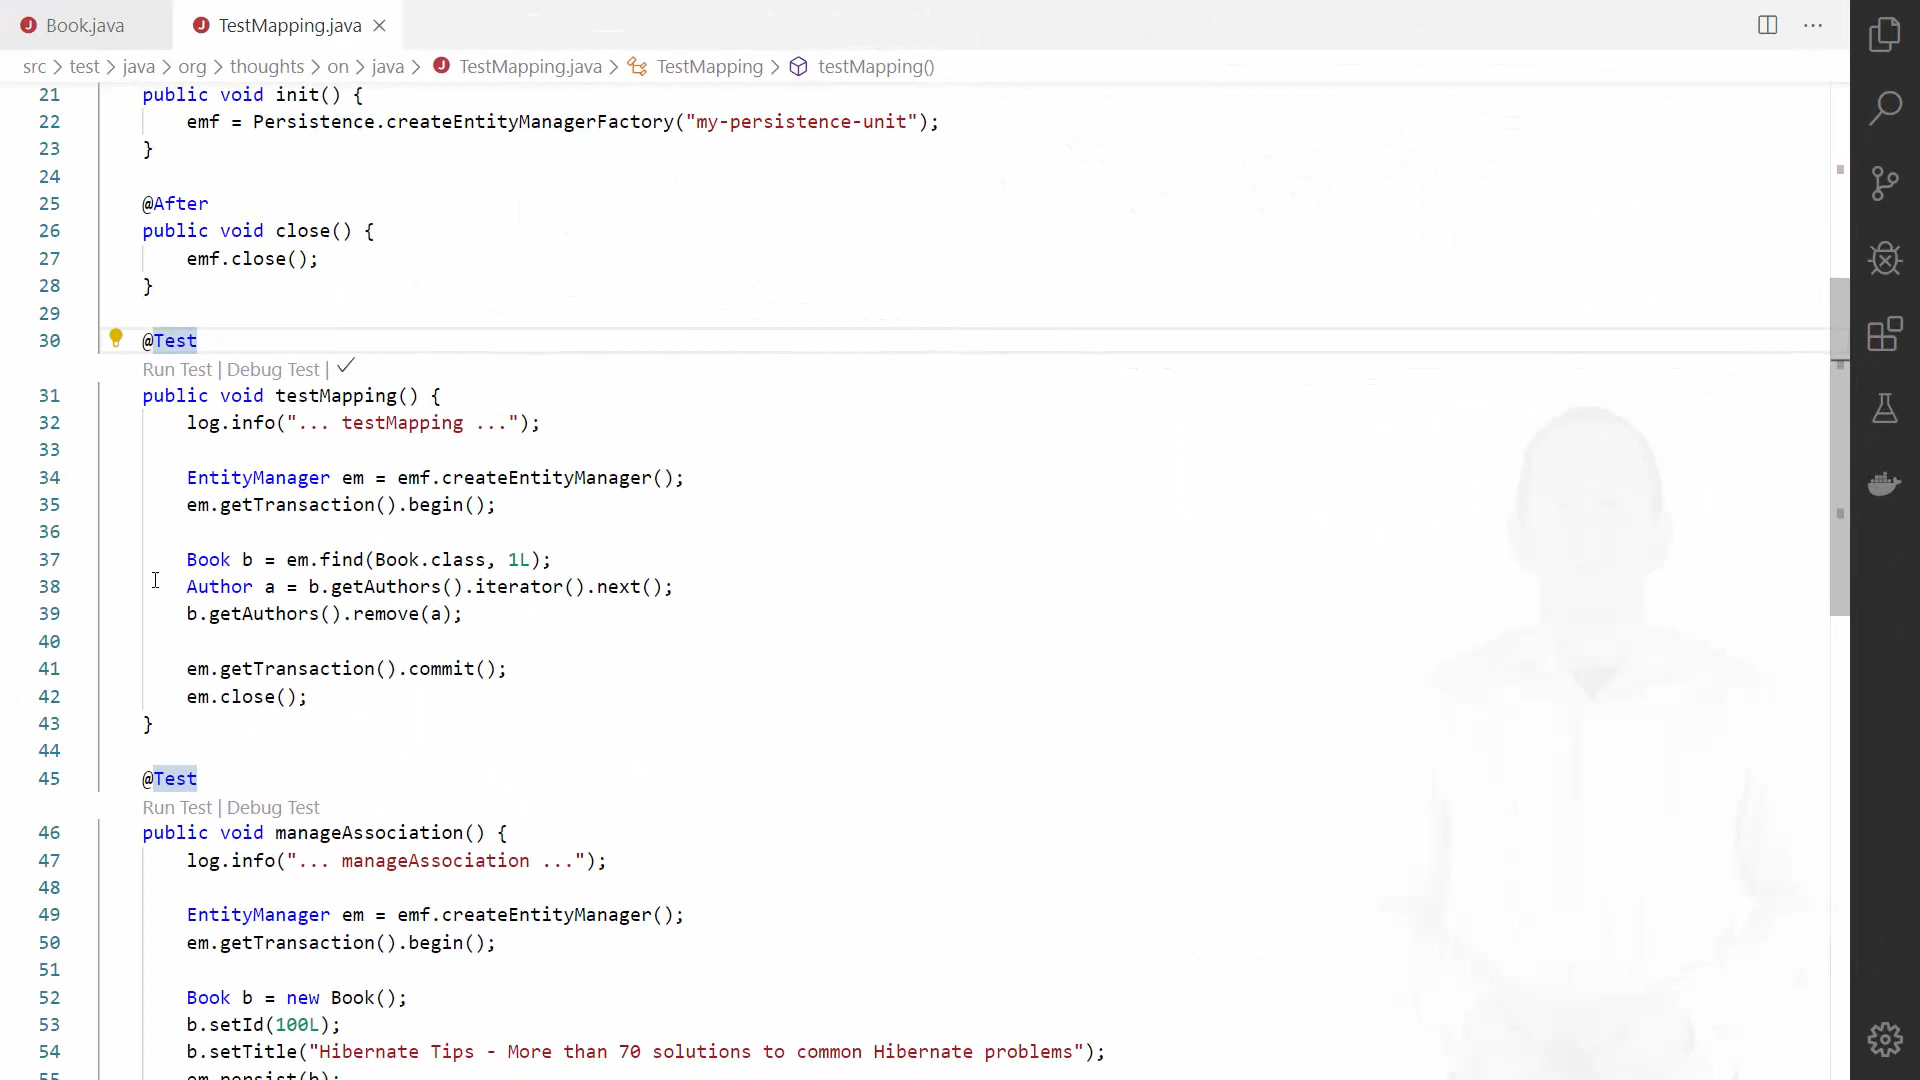 Book.java TestMapping.java
src > test > java > org > thoughts > on > java > TestMapping.java > TestMapping > testMapping()
21 public void init() {
22 emf = Persistence.createEntityManagerFactory("my-persistence-unit");
23 }
24
25 @After
26 public void close() {
27 emf.close();
28 }
29
30 @Test
Run Test | Debug Test | ✓
31 public void testMapping() {
32 log.info("... testMapping ...");
33
34 EntityManager em = emf.createEntityManager();
35 em.getTransaction().begin();
36
37 Book b = em.find(Book.class, 1L);
38 Author a = b.getAuthors().iterator().next();
39 b.getAuthors().remove(a);
40
41 em.getTransaction().commit();
42 em.close();
43 }
44
45 @Test
Run Test | Debug Test
46 public void manageAssociation() {
47 log.info("... manageAssociation ...");
48
49 EntityManager em = emf.createEntityManager();
50 em.getTransaction().begin();
51
52 Book b = new Book();
53 b.setId(100L);
54 b.setTitle("Hibernate Tips - More than 70 solutions to common Hibernate problems");
55 em.persist(b);